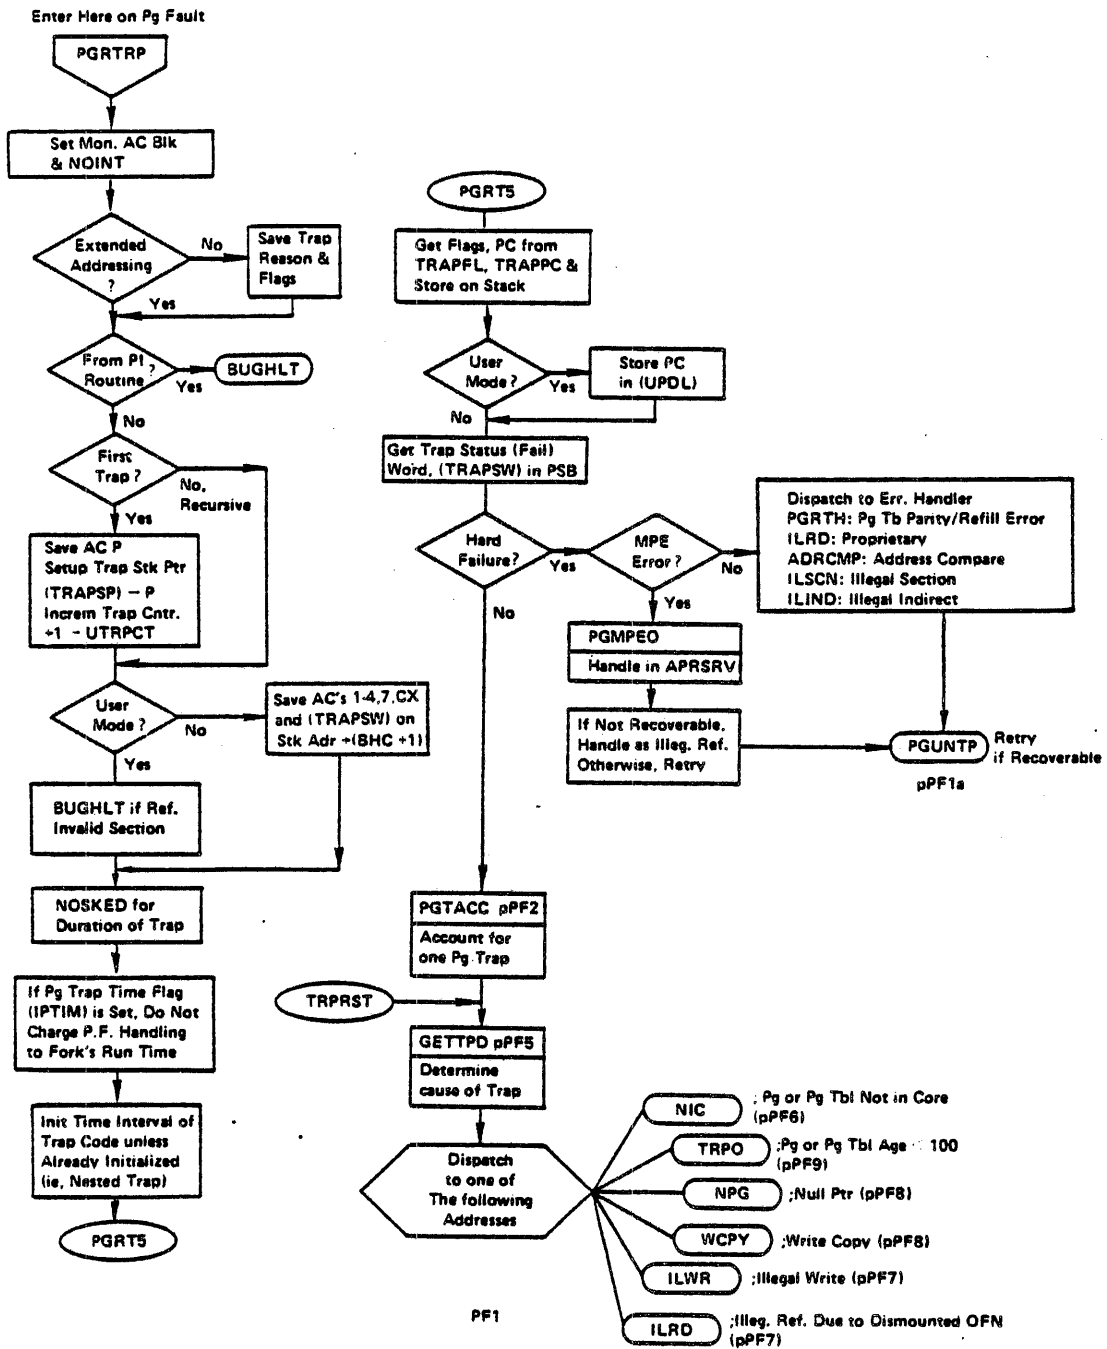 Enter Here on Pg Fault
PGRTRP
Set Mon. AC Blk
& NOINT
Extended
Addressing
?
No
Save Trap
Reason &
Flags
Yes
From PI
Routine ?
Yes
BUGHLT
No
First
Trap ?
No,
Recursive
Yes
Save AC P
Setup Trap Stk Ptr
(TRAPSP) – P
Increm Trap Cntr.
+1 – UTRPCT
User
Mode ?
No
Save AC's 1-4,7,CX
and (TRAPSW) on
Stk Adr +(BHC +1)
Yes
BUGHLT if Ref.
Invalid Section
NOSKED for
Duration of Trap
If Pg Trap Time Flag
(IPTIM) is Set, Do Not
Charge P.F. Handling
to Fork's Run Time
Init Time Interval of
Trap Code unless
Already Initialized
(ie, Nested Trap)
PGRT5
PGRT5
Get Flags, PC from
TRAPFL, TRAPPC &
Store on Stack
User
Mode ?
Yes
Store PC
in (UPDL)
No
Get Trap Status (Fail)
Word, (TRAPSW) in PSB
Hard
Failure?
Yes
MPE
Error ?
No
Dispatch to Err. Handler
PGRTH: Pg Tb Parity/Refill Error
ILRD: Proprietary
ADRCMP: Address Compare
ILSCN: Illegal Section
ILIND: Illegal Indirect
Yes
No
PGMPEO
Handle in APRSRV
If Not Recoverable,
Handle as Illeg. Ref.
Otherwise, Retry
PGUNTP
Retry
if Recoverable
pPF1a
PGTACC pPF2
Account for
one Pg Trap
TRPRST
GETTPD pPF5
Determine
cause of Trap
Dispatch
to one of
The following
Addresses
NIC
; Pg or Pg Tbl Not in Core
(pPF6)
TRPO
;Pg or Pg Tbl Age 100
(pPF9)
NPG
;Null Ptr (pPF8)
WCPY
;Write Copy (pPF8)
ILWR
;Illegal Write (pPF7)
ILRD
;Illeg. Ref. Due to Dismounted OFN
(pPF7)
PF1